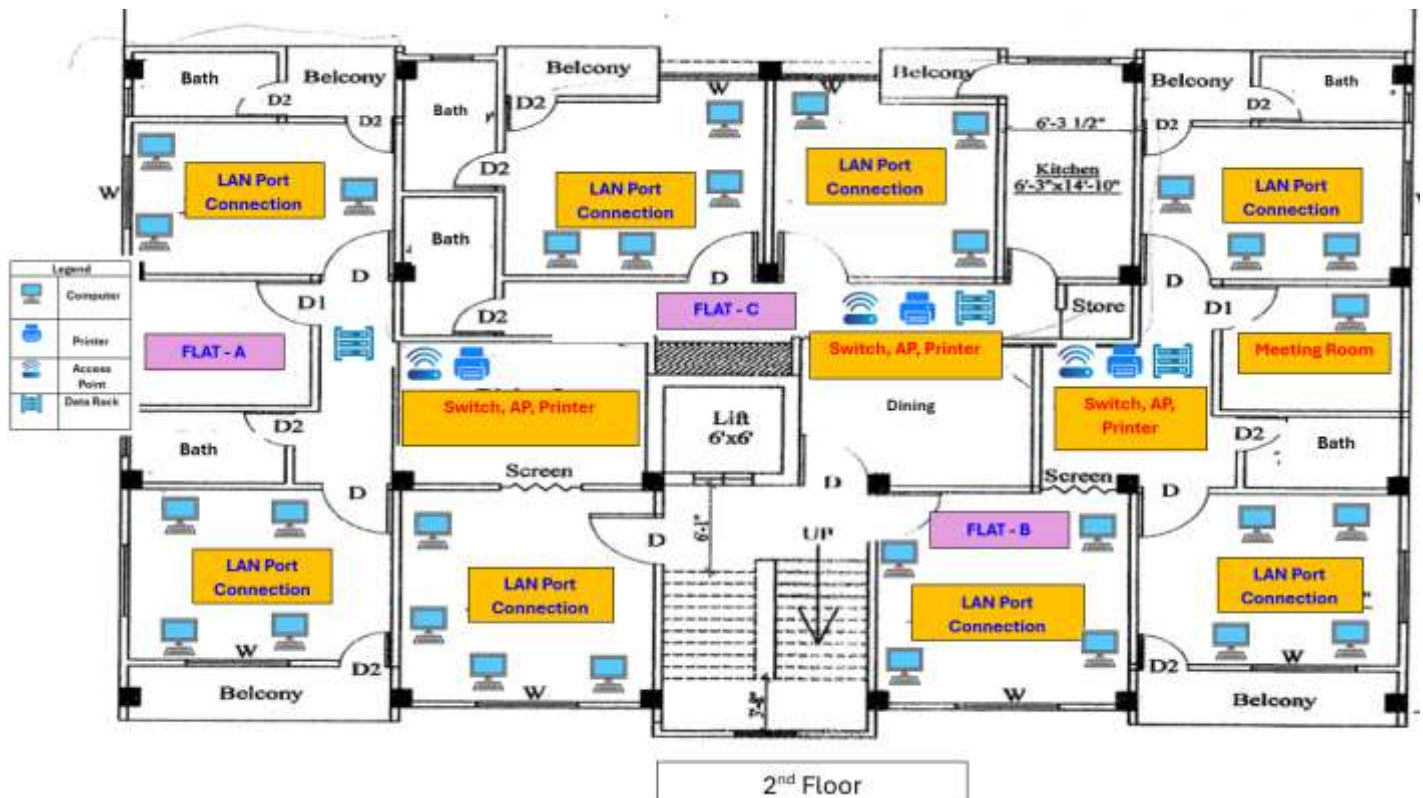 Bath
Belcony
D2
D2
W
LAN Port
Connection
D
Bath
D2
Bath
D2
Belcony
D2
W
LAN Port
Connection
D
W
Belcony
LAN Port
Connection
6'-3 1/2"
Kitchen
6'-3"x14'-10"
Belcony
D2
Bath
D2
LAN Port
Connection
D
Legend
Computer
Printer
Access
Point
Data Rack
D1
FLAT - A
FLAT - C
Switch, AP, Printer
Store
D1
Meeting Room
Switch, AP, Printer
Dining
Switch, AP,
Printer
Lift
6'x6'
D2
Bath
D2
Bath
Screen
Screen
D
D
D
6'-1"
UP
D
FLAT - B
LAN Port
Connection
LAN Port
Connection
LAN Port
Connection
LAN Port
Connection
W
D2
Belcony
W
W
D2
W
Belcony
2nd Floor